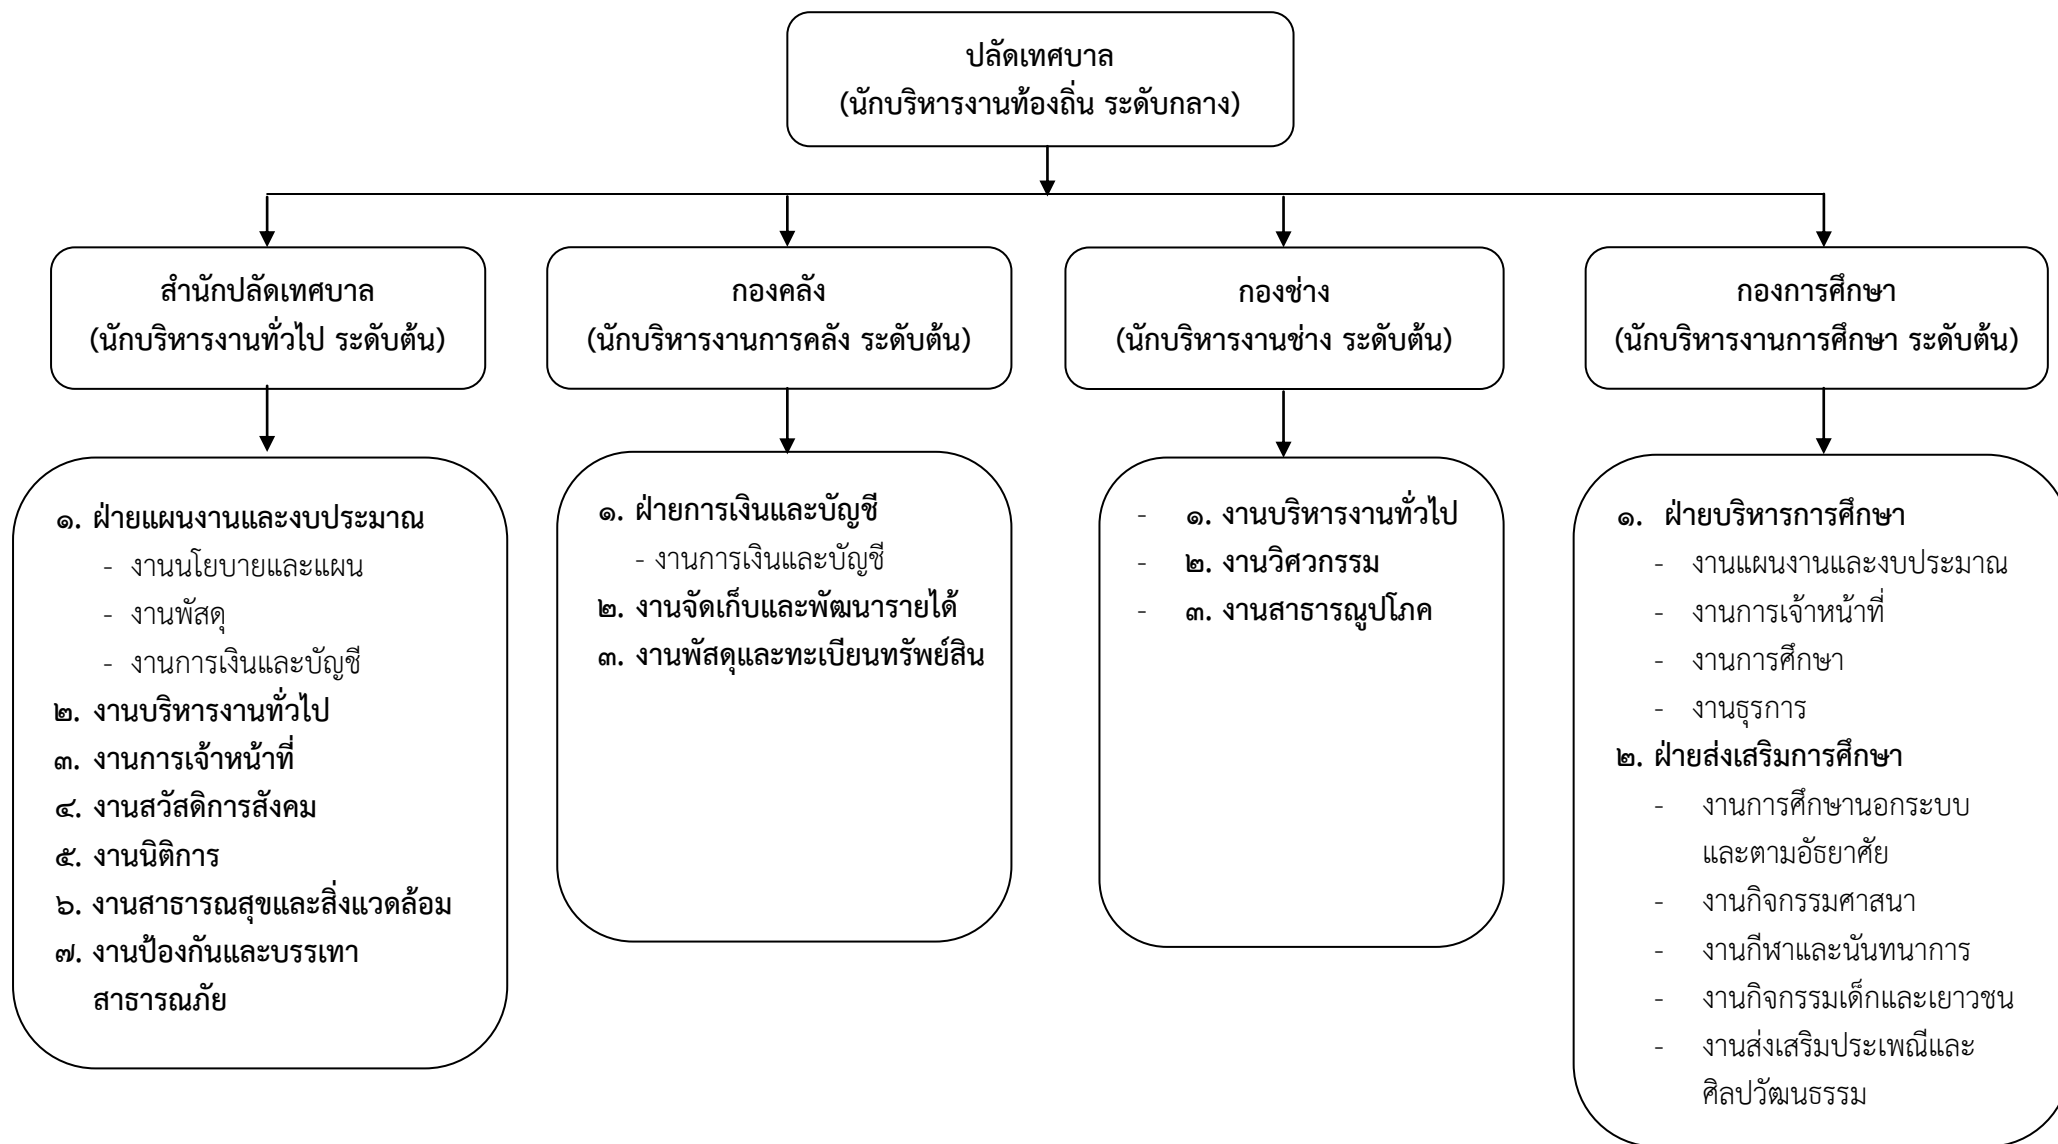 ปลัดเทศบาล
(นักบริหารงานท้องถิ่น ระดับกลาง)
สำนักปลัดเทศบาล
(นักบริหารงานทั่วไป ระดับต้น)
กองคลัง
(นักบริหารงานการคลัง ระดับต้น)
กองช่าง
(นักบริหารงานช่าง ระดับต้น)
กองการศึกษา
(นักบริหารงานการศึกษา ระดับต้น)
๑. ฝ่ายแผนงานและงบประมาณ
- งานนโยบายและแผน
- งานพัสดุ
- งานการเงินและบัญชี
๒. งานบริหารงานทั่วไป
๓. งานการเจ้าหน้าที่
๔. งานสวัสดิการสังคม
๕. งานนิติการ
๖. งานสาธารณสุขและสิ่งแวดล้อม
๗. งานป้องกันและบรรเทา
สาธารณภัย
๑. ฝ่ายการเงินและบัญชี
- งานการเงินและบัญชี
๒. งานจัดเก็บและพัฒนารายได้
๓. งานพัสดุและทะเบียนทรัพย์สิน
- ๑. งานบริหารงานทั่วไป
- ๒. งานวิศวกรรม
- ๓. งานสาธารณูปโภค
๑. ฝ่ายบริหารการศึกษา
- งานแผนงานและงบประมาณ
- งานการเจ้าหน้าที่
- งานการศึกษา
- งานธุรการ
๒. ฝ่ายส่งเสริมการศึกษา
- งานการศึกษานอกระบบ
และตามอัธยาศัย
- งานกิจกรรมศาสนา
- งานกีฬาและนันทนาการ
- งานกิจกรรมเด็กและเยาวชน
- งานส่งเสริมประเพณีและ
ศิลปวัฒนธรรม